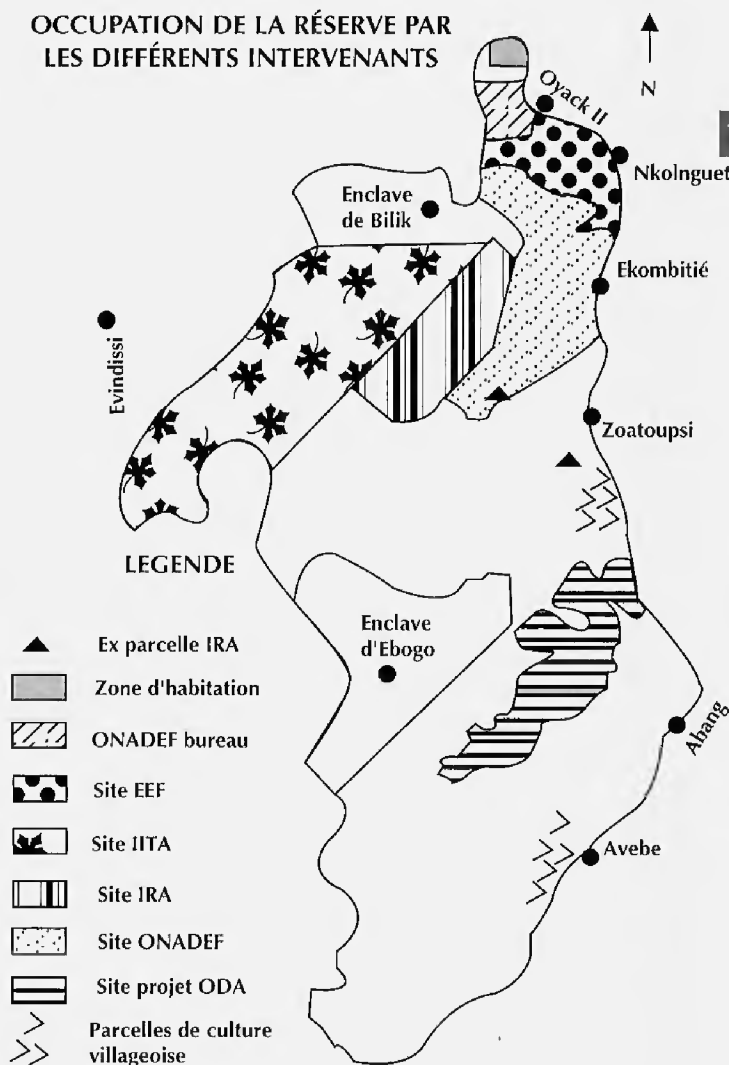 OCCUPATION DE LA RÉSERVE PAR
LES DIFFÉRENTS INTERVENANTS
N
Oyack II
Nkolnguet
Enclave
de Bilik
Ekombitié
Evindissi
Zoatoupsi
LEGENDE
Enclave
d'Ebogo
Ex parcelle IRA
Zone d'habitation
ONADEF bureau
Ahang
Site EEF
Site IITA
Avebe
Site IRA
Site ONADEF
Site projet ODA
Parcelles de culture
villageoise